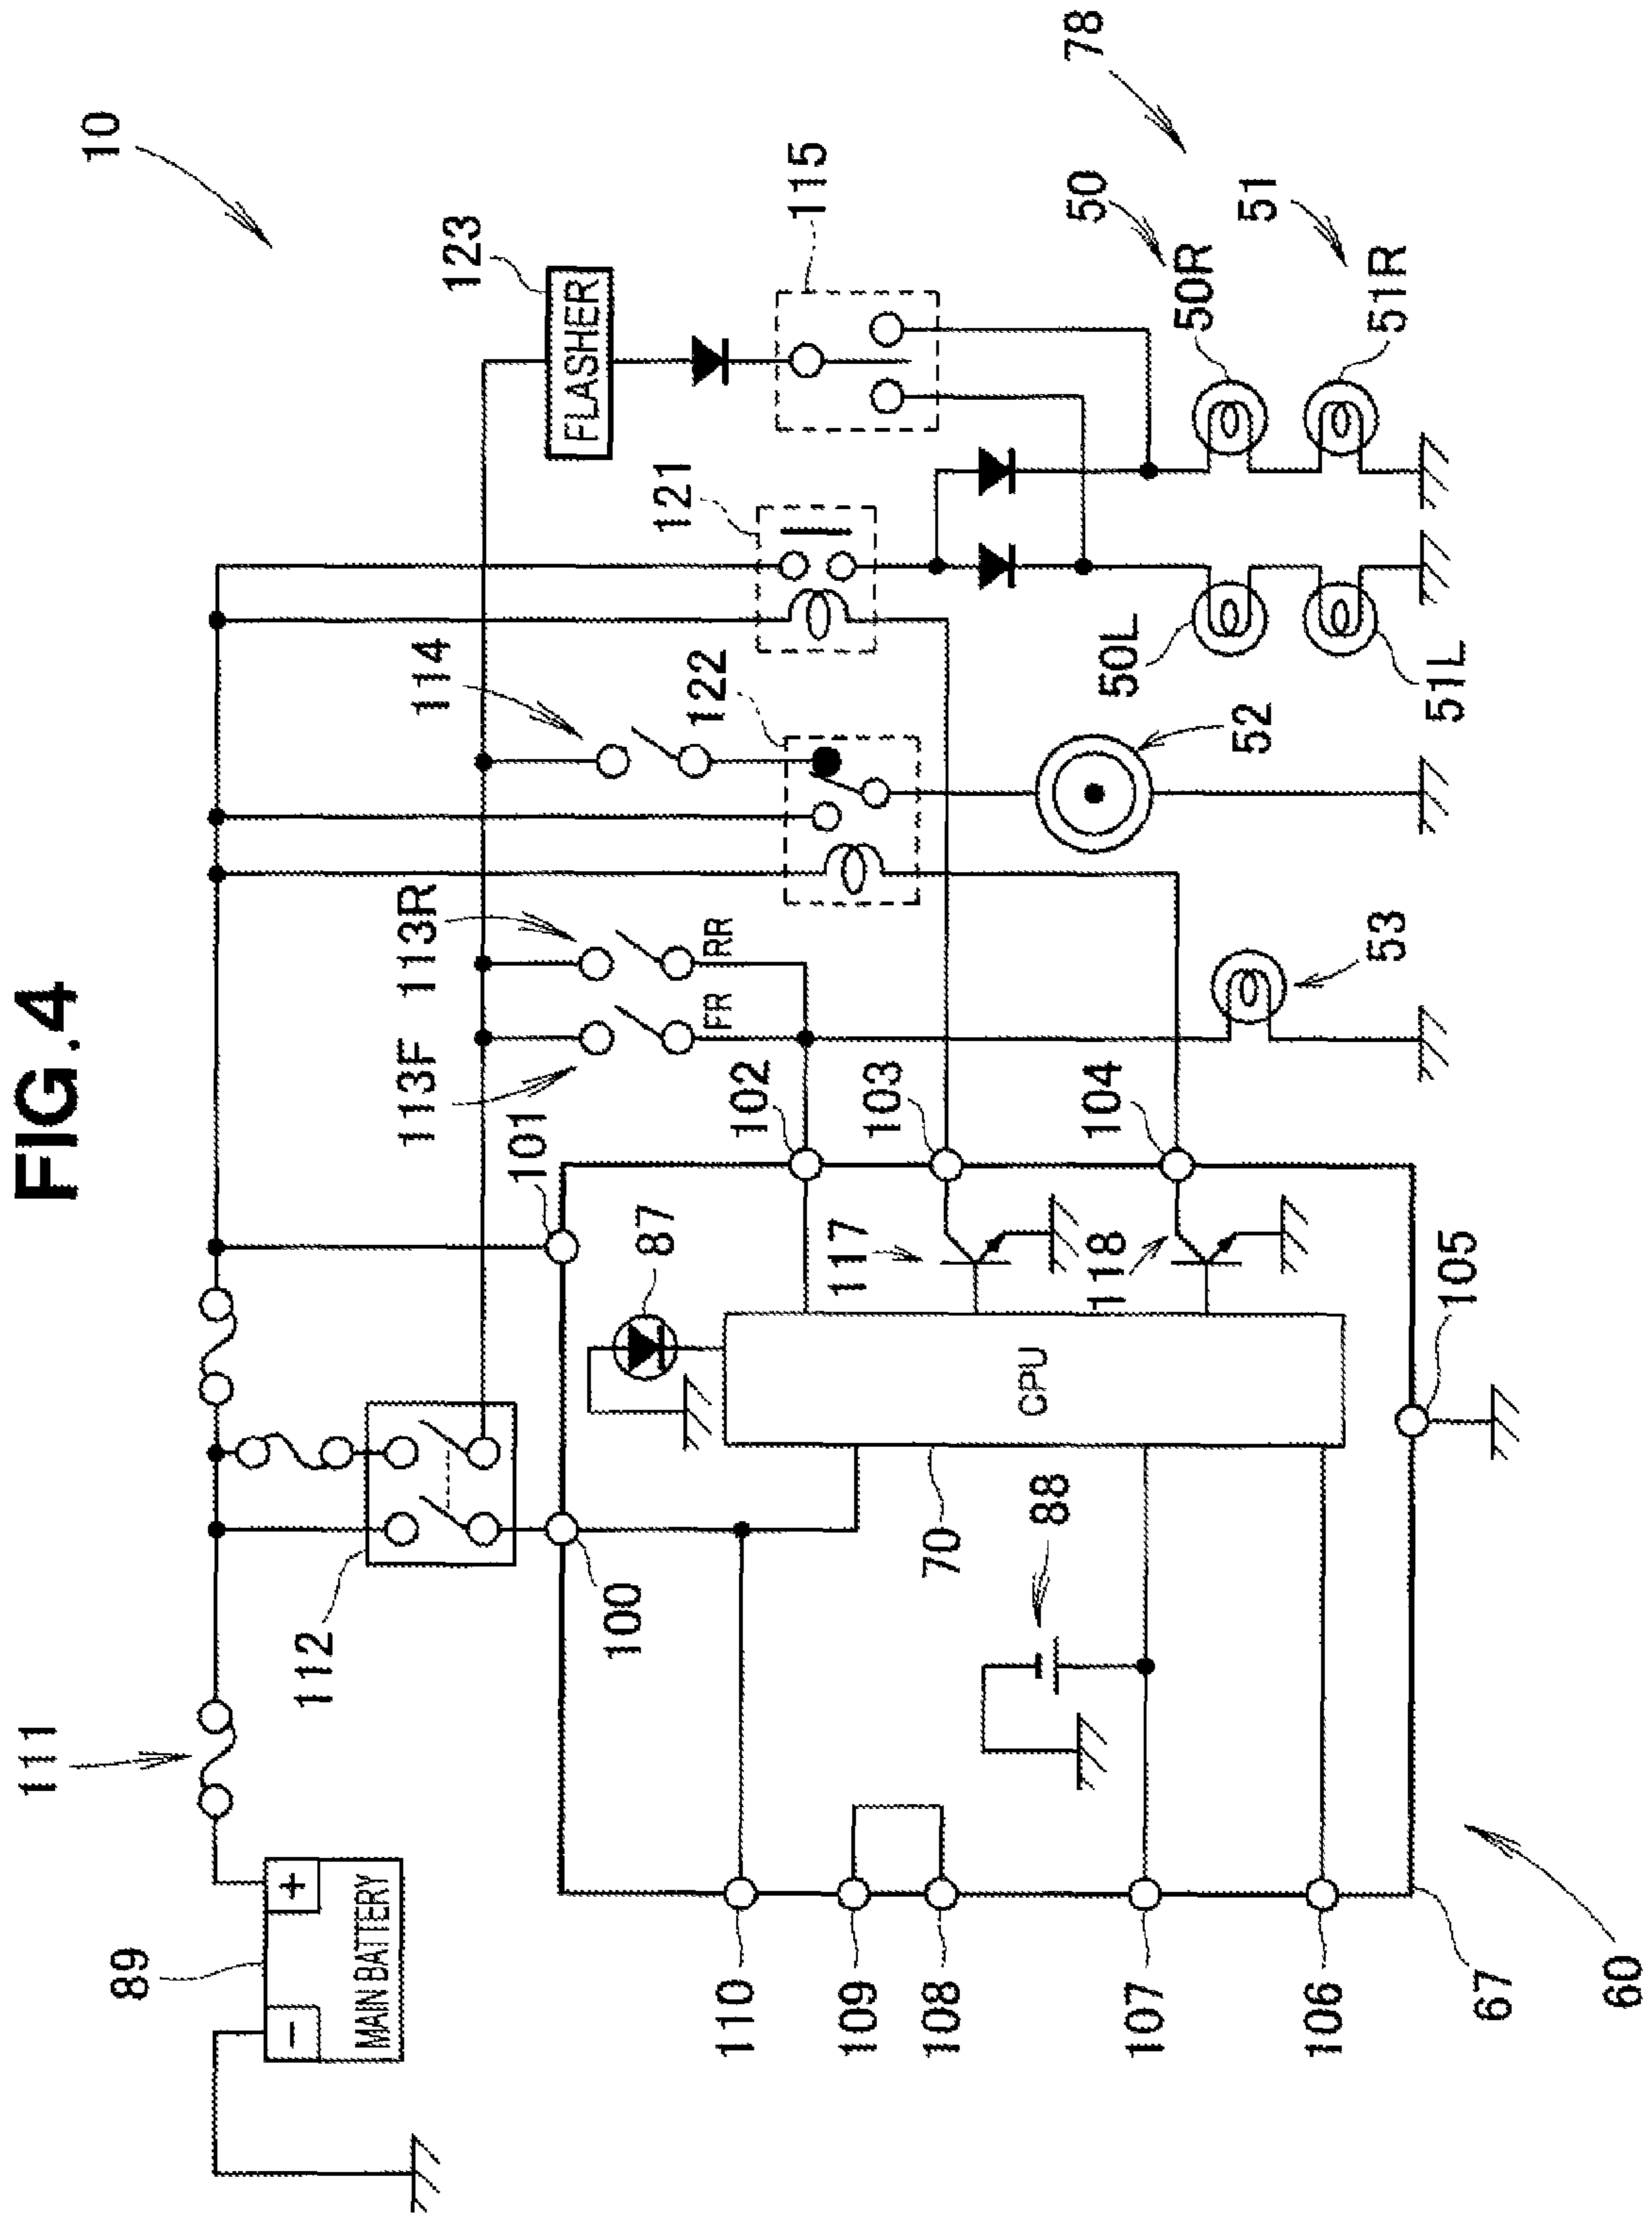 FIG.4
10
111
89
MAIN BATTERY
+
−
112
101
113F
113R
114
122
121
123
FLASHER
115
78
FR
RR
102
103
104
87
117
118
CPU
70
88
100
105
50
51
50R
51R
50L
51L
52
53
110
109
108
107
106
67
60